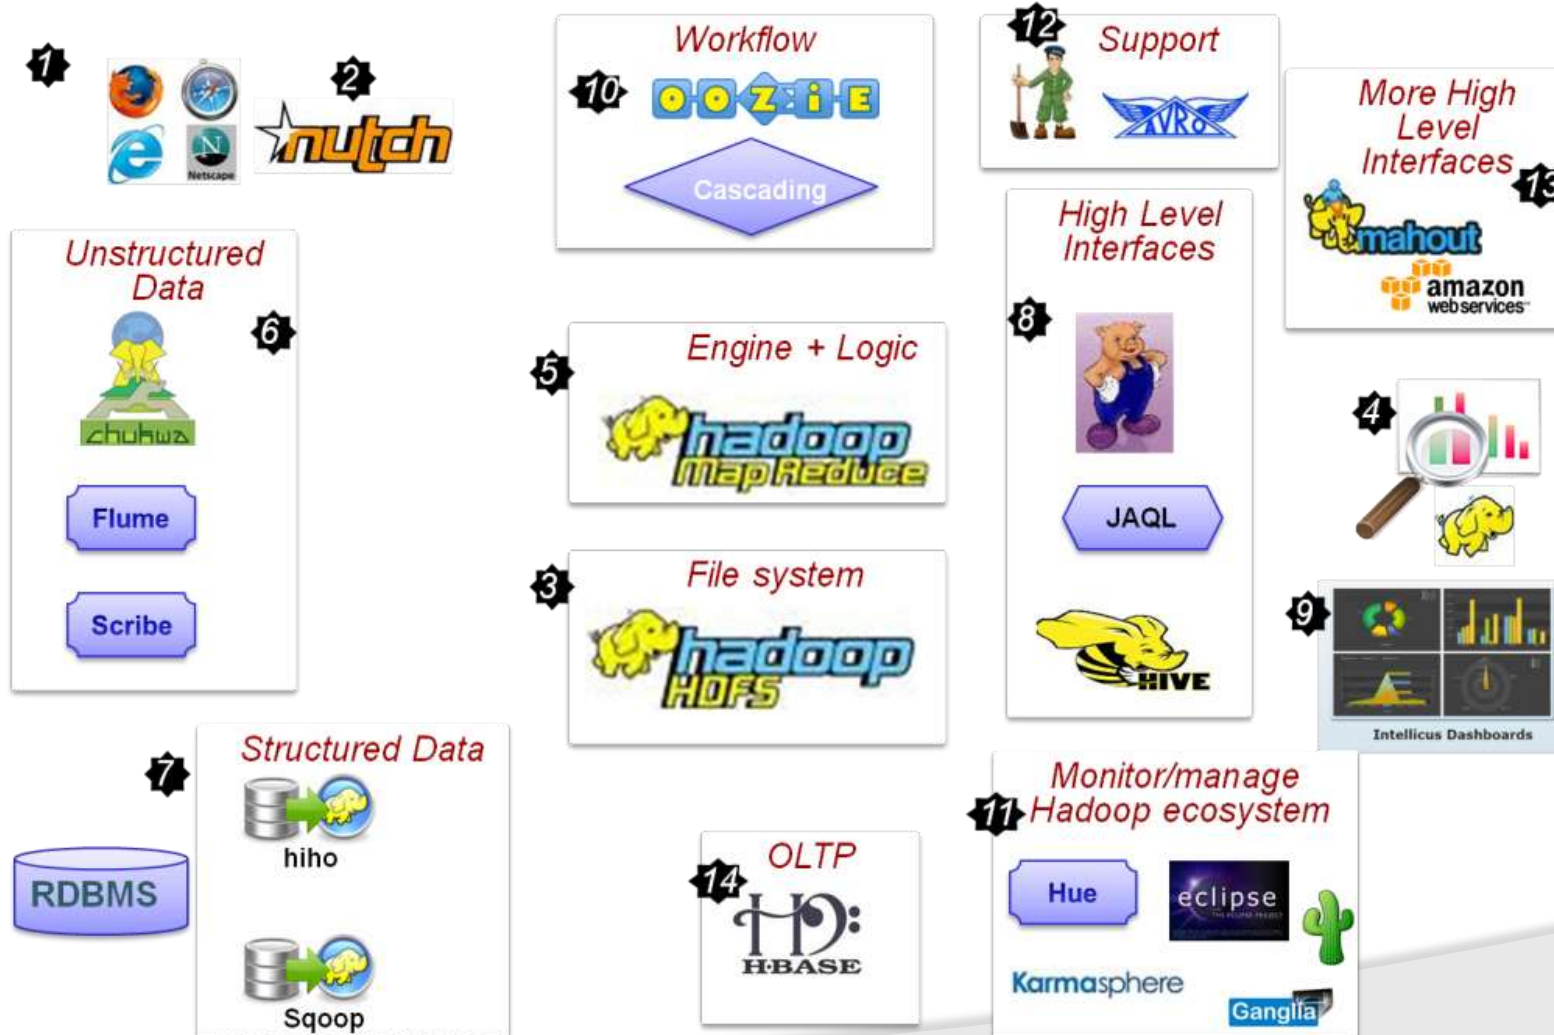 1
2
Netscape
nutch
Workflow
10
OOZiE
Cascading
12
Support
AVRO
More High
Level
Interfaces
13
mahout
amazon
webservices
Unstructured
Data
6
chukwa
Flume
Scribe
5
Engine + Logic
hadoop
Map Reduce
3
File system
hadoop
HDFS
High Level
Interfaces
8
JAQL
HIVE
4
9
Intellicus Dashboards
7
Structured Data
hiho
RDBMS
Sqoop
OLTP
14
H·BASE
Monitor/manage
11
Hadoop ecosystem
Hue
eclipse
Karmasphere
Ganglia